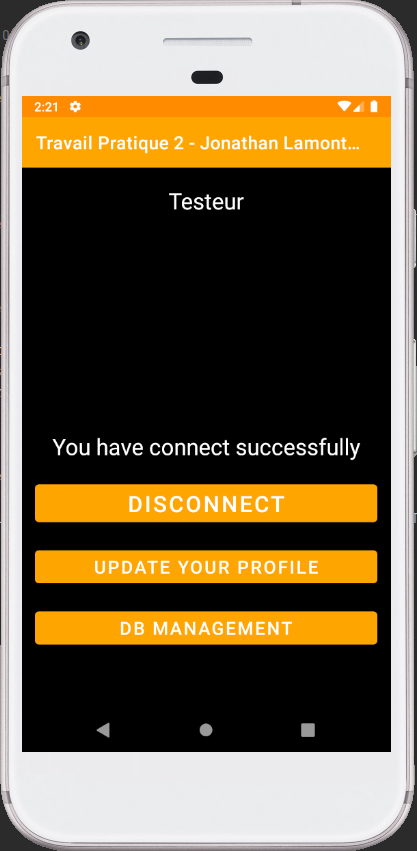 2:21
Travail Pratique 2 - Jonathan Lamont...
Testeur
You have connect successfully
DISCONNECT
UPDATE YOUR PROFILE
DB MANAGEMENT